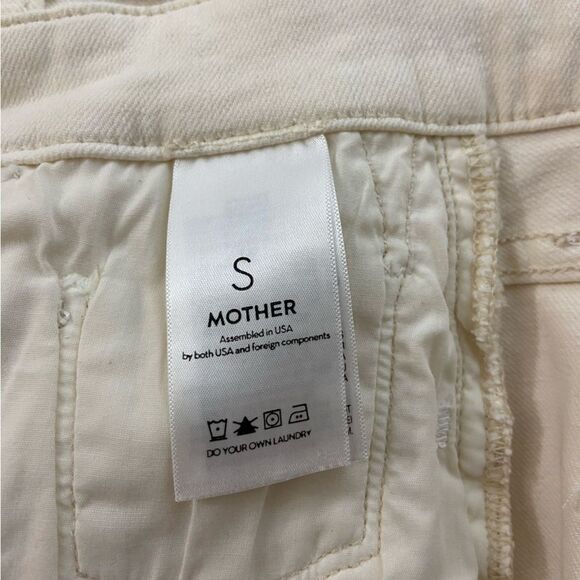 S
MOTHER
Assembled in USA
by both USA and foreign components
DO YOUR OWN LAUNDRY